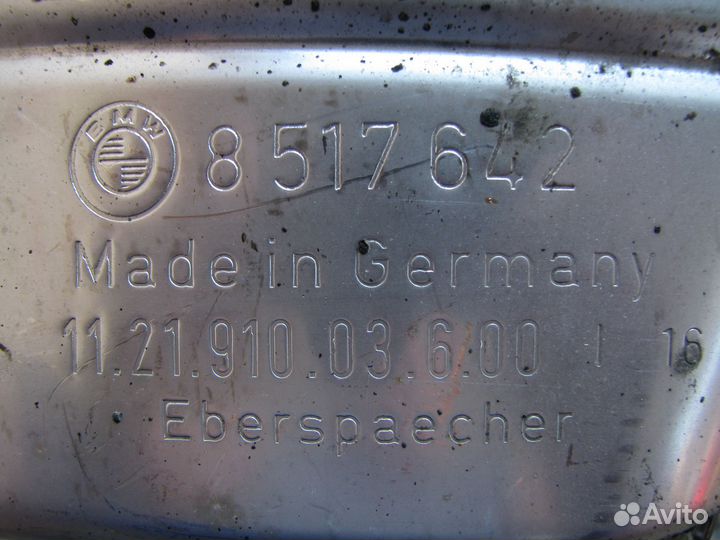 BMW 8 517 642
Made in Germany
11.21.910.03.6.00 I 16
Eberspaecher
Avito